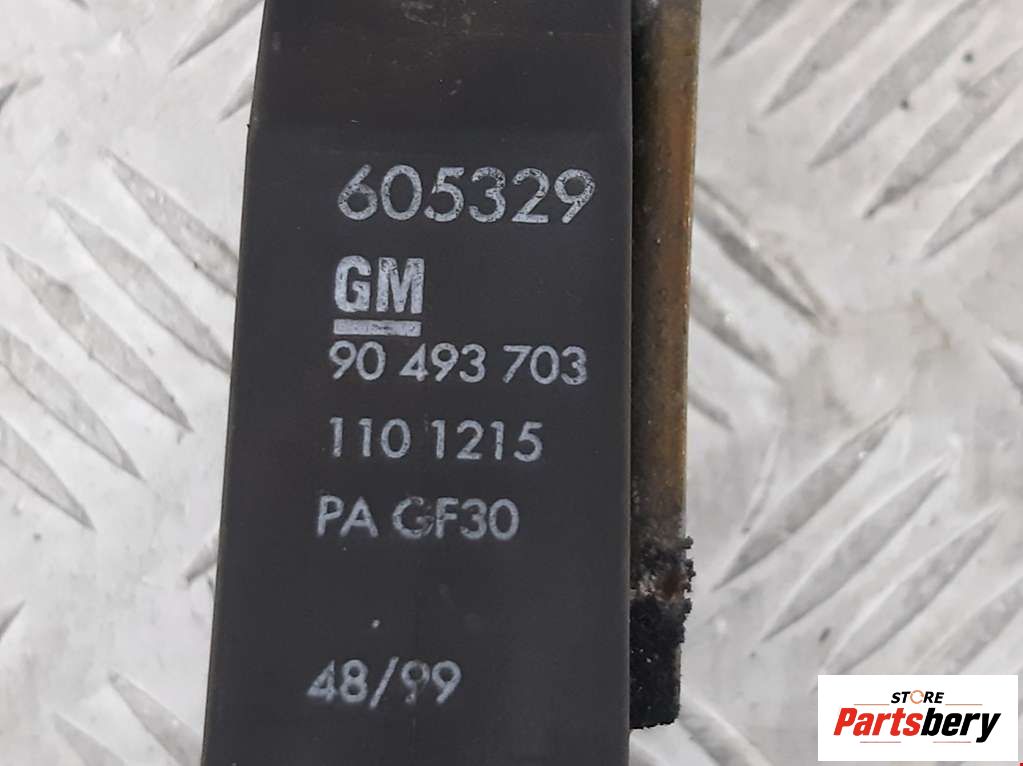 605329
GM
90 493 703
110 1215
PA GF30
48/99
STORE
Partsbery